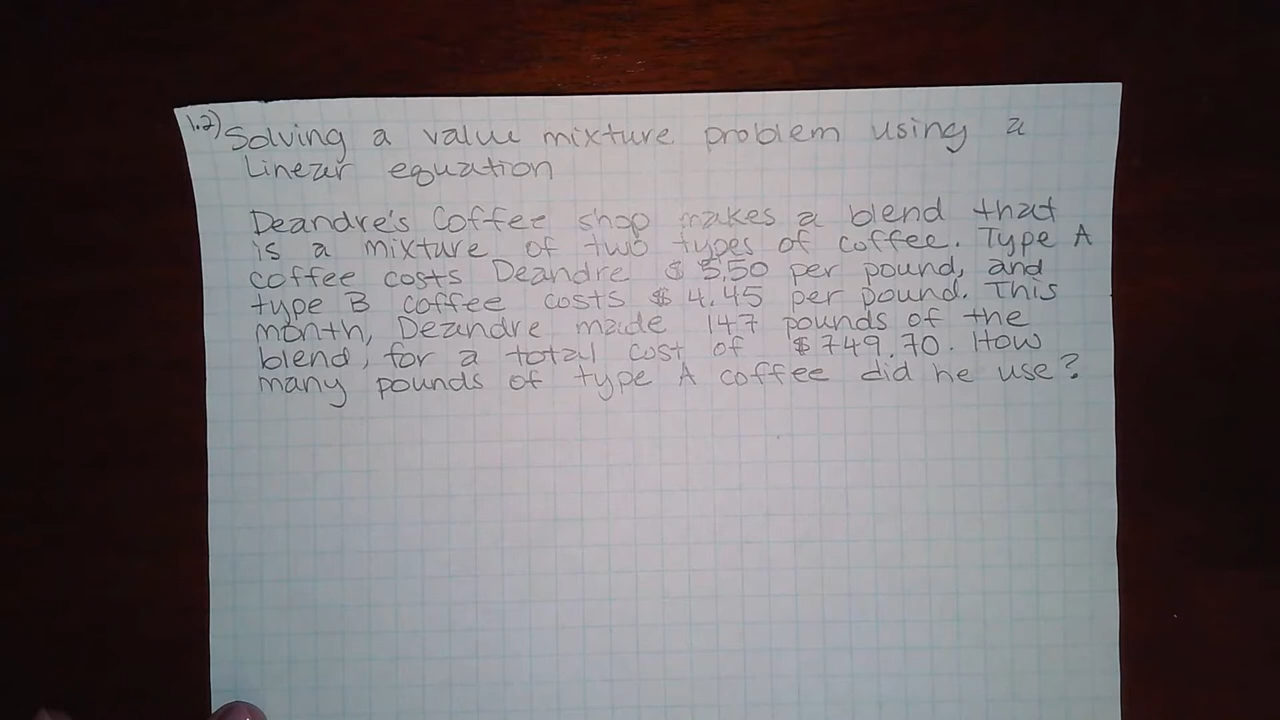 1.2) Solving a value mixture problem using a
linear equation
Deandre's Coffee shop makes a blend that
is a mixture of two types of coffee. Type A
coffee costs Deandre $ 5.50 per pound, and
type B coffee costs $ 4.45 per pound. This
month, Deandre made 147 pounds of the
blend, for a total cost of $749.70. How
many pounds of type A coffee did he use?